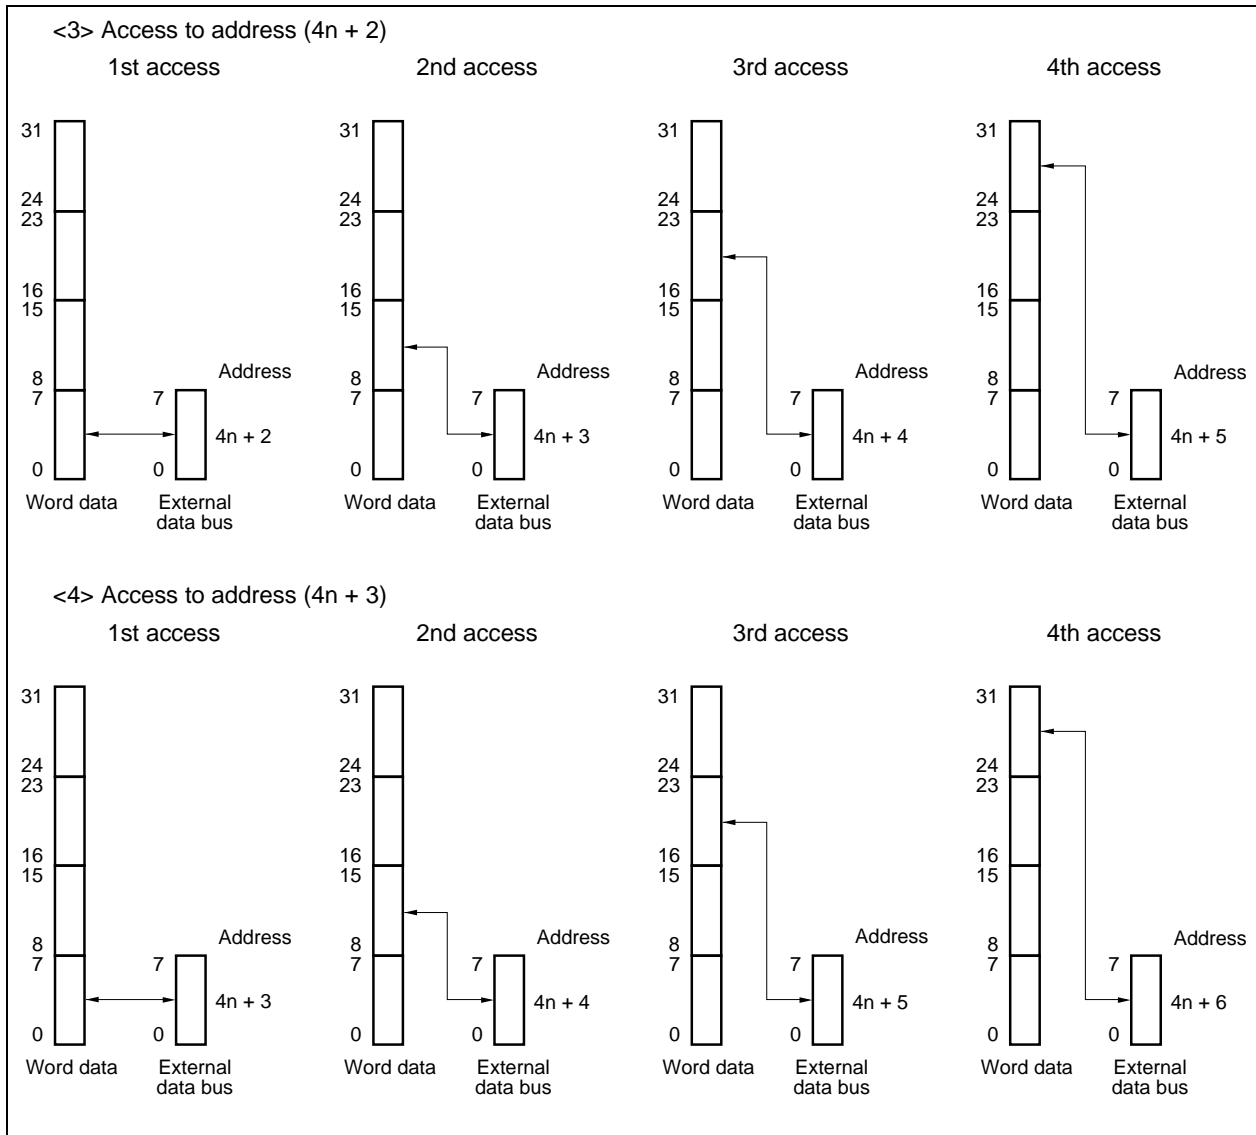 <3> Access to address (4n + 2)
1st access 2nd access 3rd access 4th access
31 31 31 31
24 24 24 24
23 23 23 23
16 16 16 16
15 15 15 15
Address Address Address Address
8 8 8 8
7 7 7 7 7 7 7 7
4n + 2 4n + 3 4n + 4 4n + 5
0 0 0 0 0 0 0 0
Word data External Word data External Word data External Word data External
data bus data bus data bus data bus
<4> Access to address (4n + 3)
1st access 2nd access 3rd access 4th access
31 31 31 31
24 24 24 24
23 23 23 23
16 16 16 16
15 15 15 15
Address Address Address Address
8 8 8 8
7 7 7 7 7 7 7 7
4n + 3 4n + 4 4n + 5 4n + 6
0 0 0 0 0 0 0 0
Word data External Word data External Word data External Word data External
data bus data bus data bus data bus